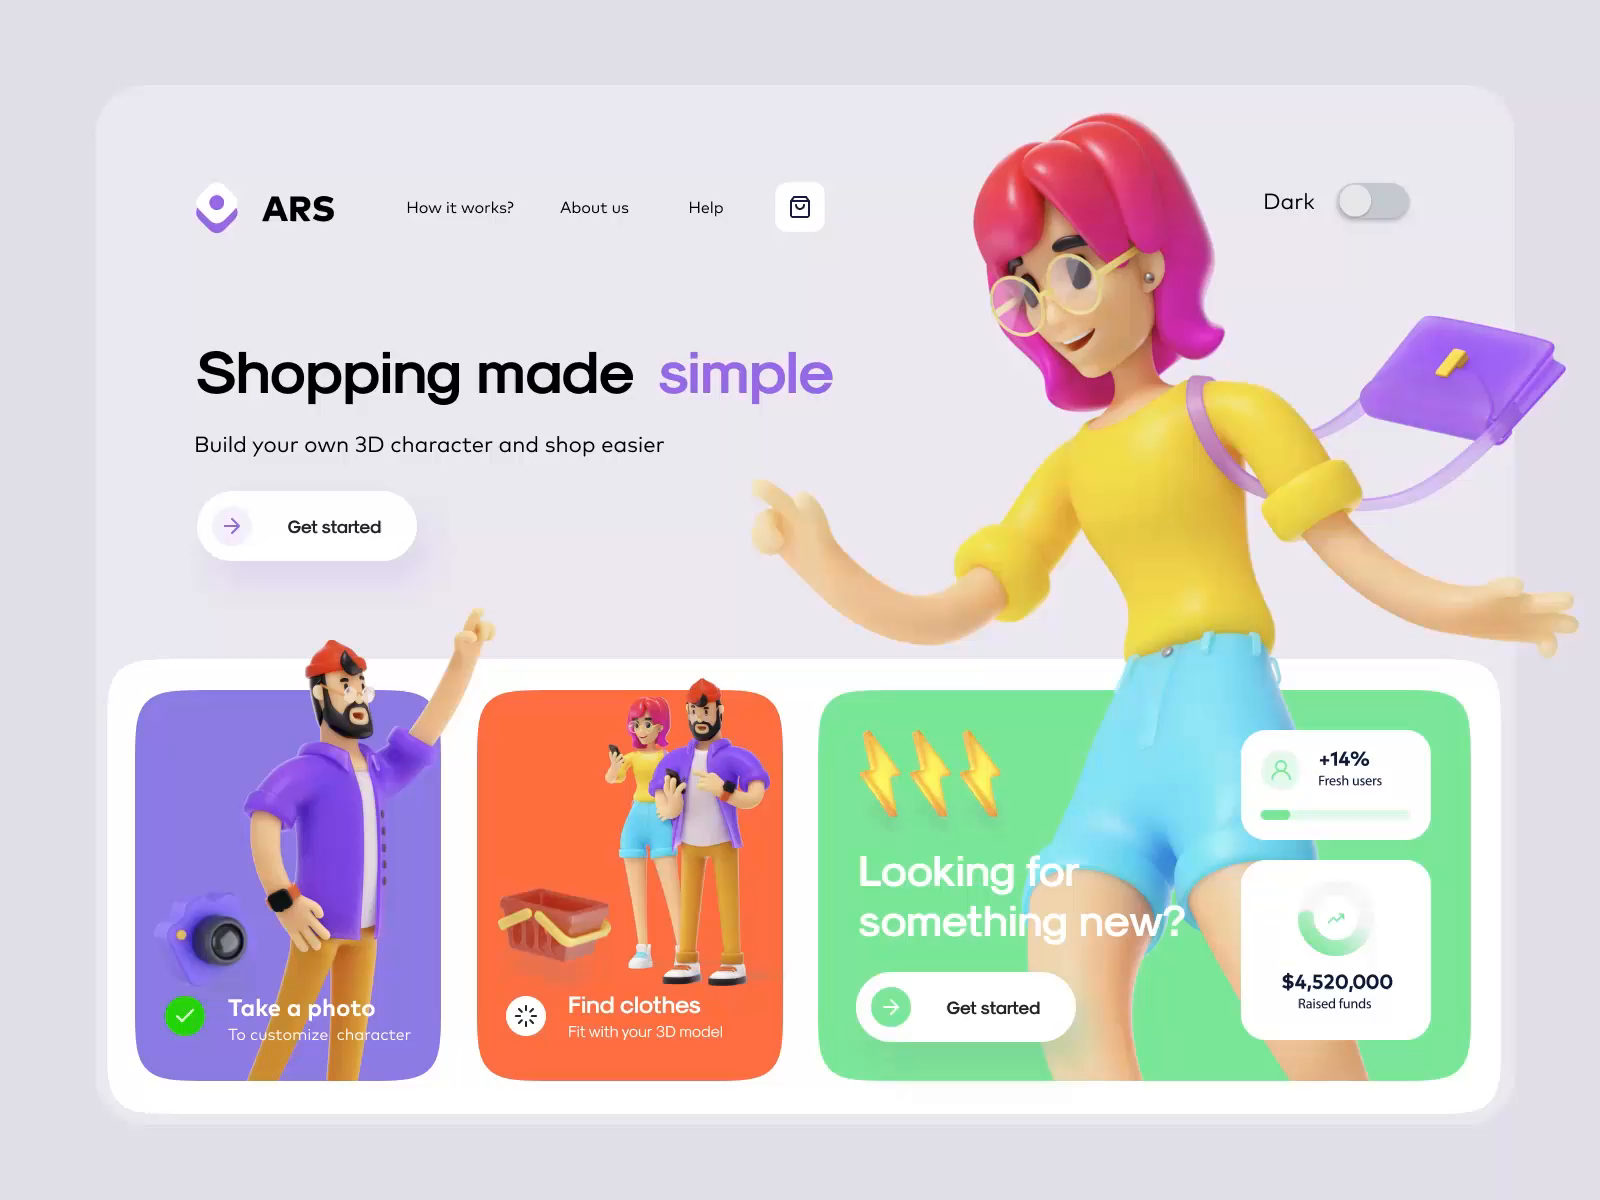 ARS
How it works?
About us
Help
Dark
Shopping made simple
Build your own 3D character and shop easier
Get started
Take a photo
To customize character
Find clothes
Fit with your 3D model
Looking for
something new?
Get started
+14%
Fresh users
$4,520,000
Raised funds